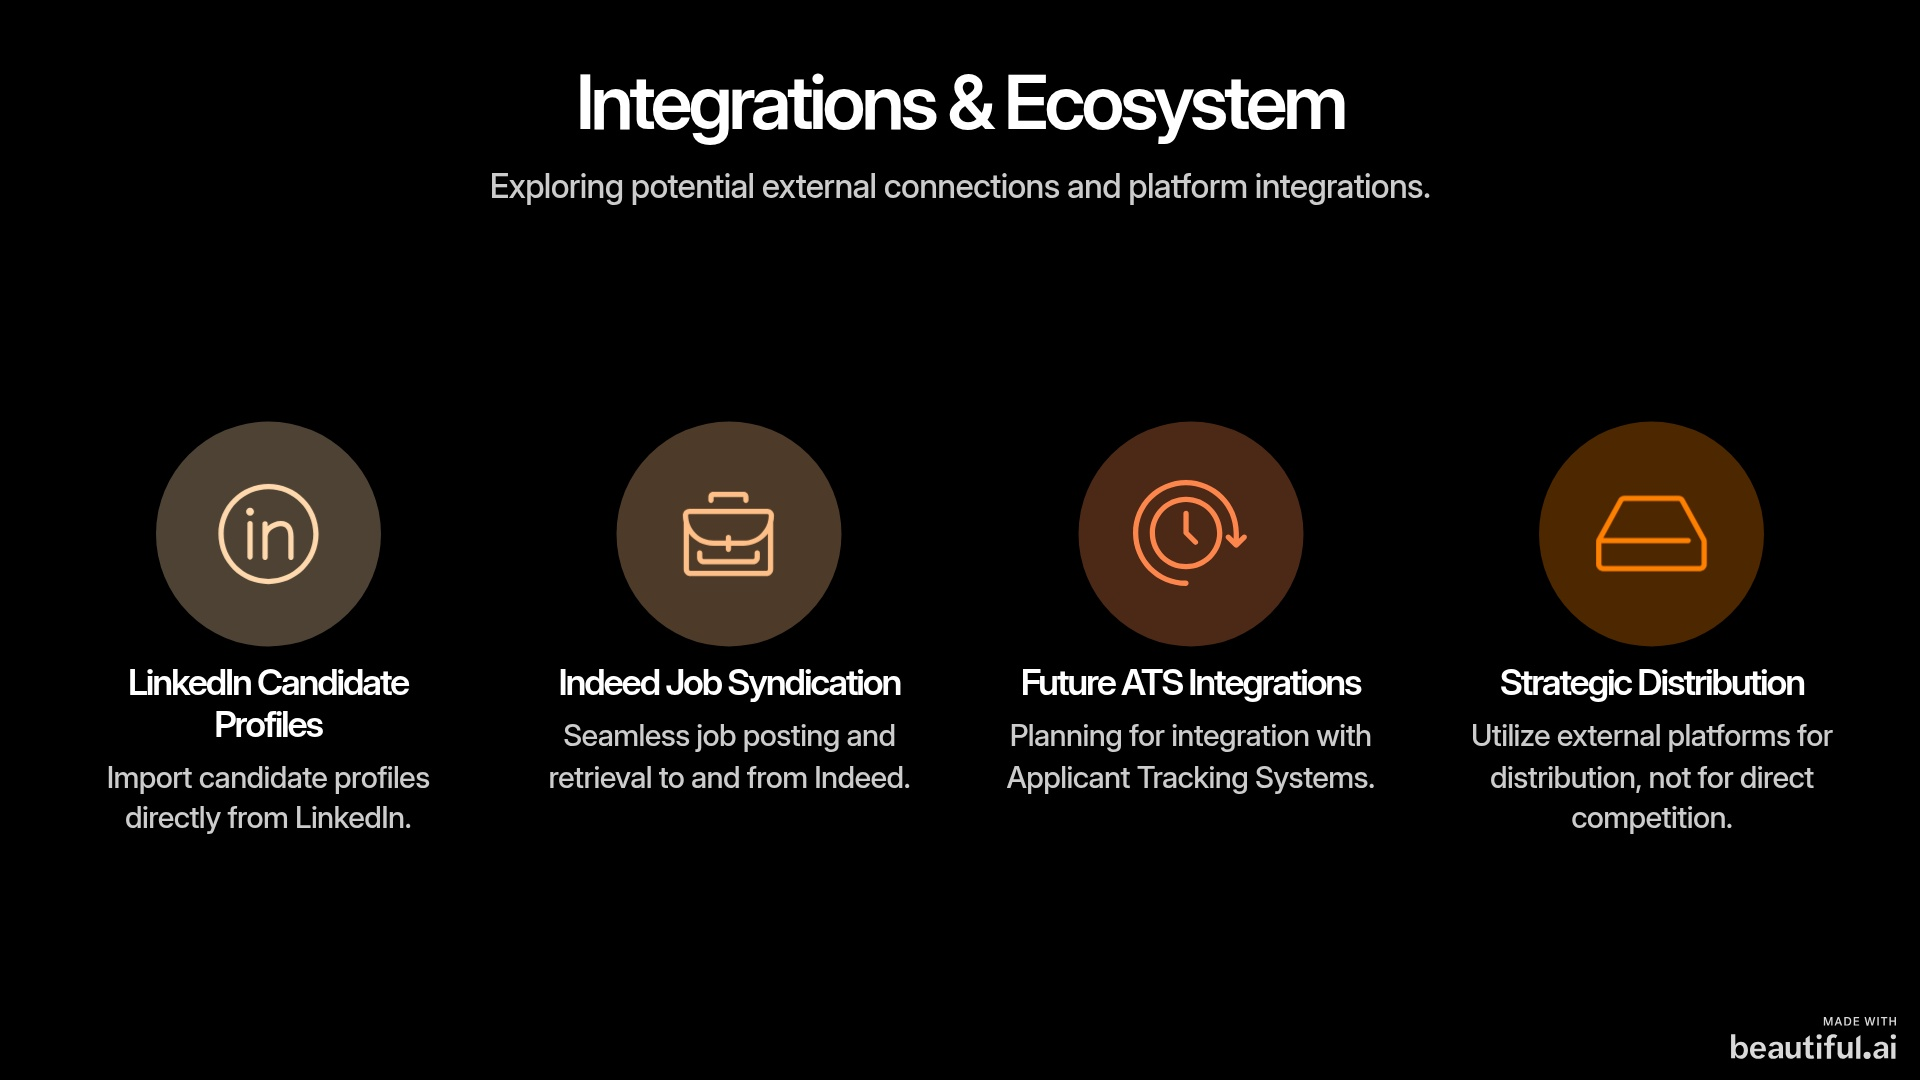 Integrations & Ecosystem
Exploring potential external connections and platform integrations.
in
LinkedIn Candidate
Profiles
Import candidate profiles
directly from LinkedIn.
Indeed Job Syndication
Seamless job posting and
retrieval to and from Indeed.
Future ATS Integrations
Planning for integration with
Applicant Tracking Systems.
Strategic Distribution
Utilize external platforms for
distribution, not for direct
competition.
MADE WITH
beautiful.ai